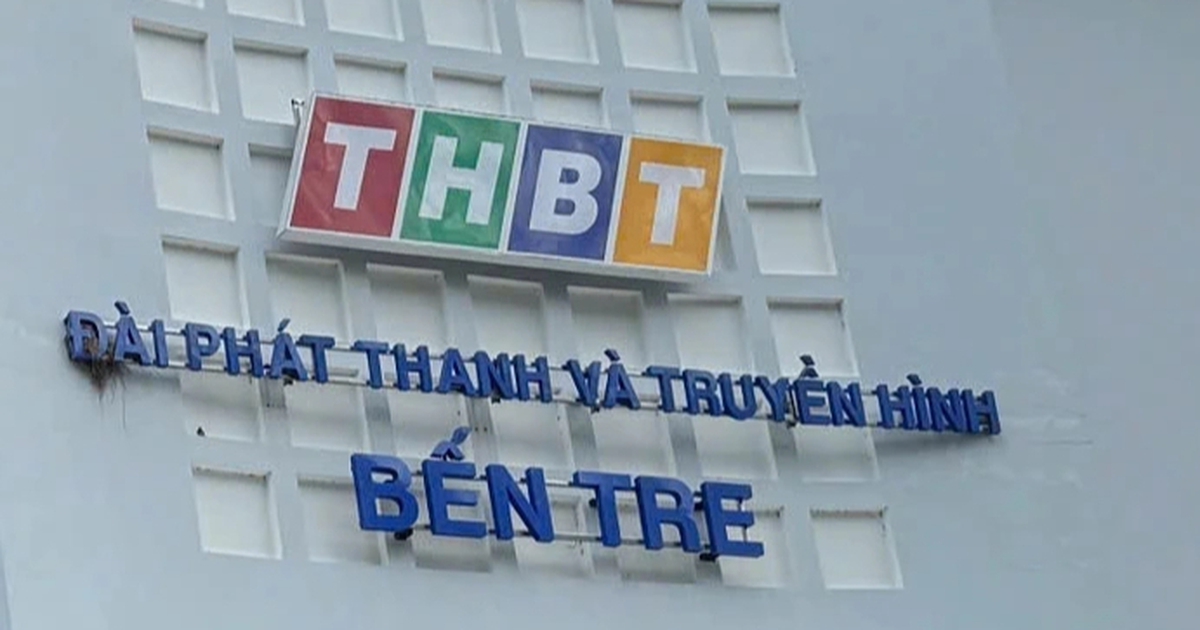 THBT
ĐÀI PHÁT THANH VÀ TRUYỀN HÌNH
BẾN TRE